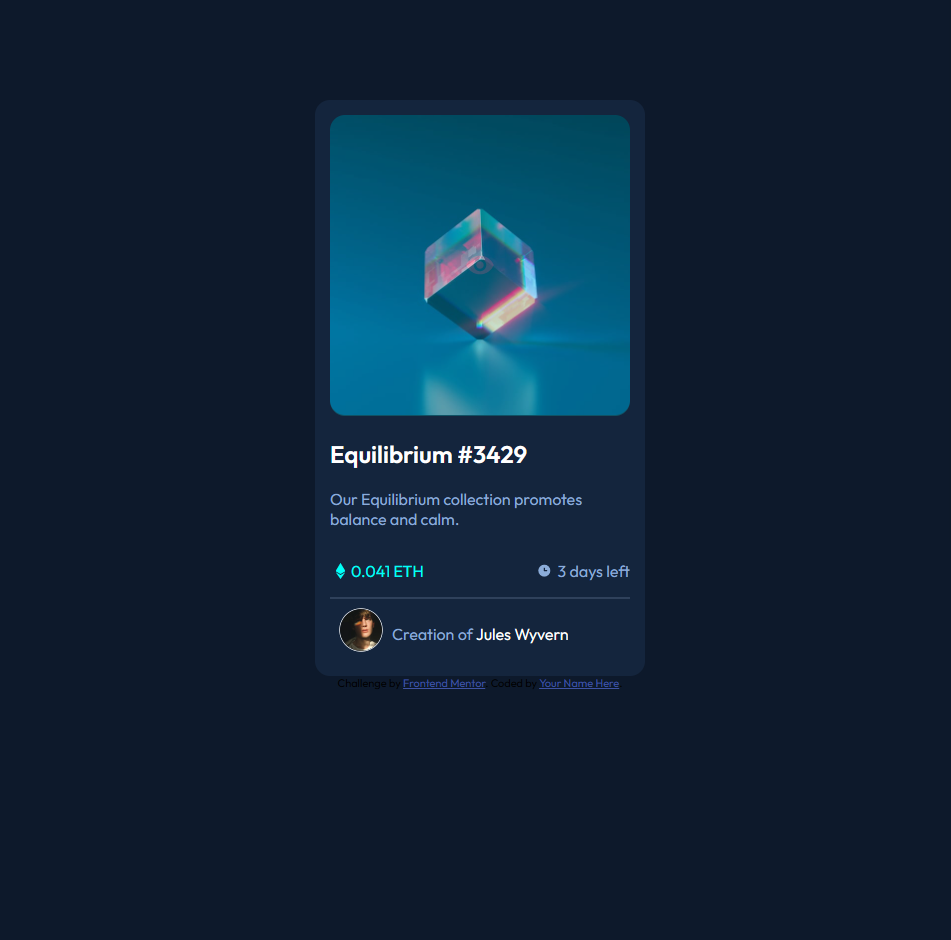 Equilibrium #3429
Our Equilibrium collection promotes
balance and calm.
0.041 ETH
3 days left
Creation of Jules Wyvern
Challenge by Frontend Mentor. Coded by Your Name Here.